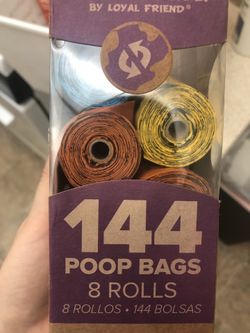 BY LOYAL FRIEND®
144
POOP BAGS
8 ROLLS
8 ROLLOS • 144 BOLSAS